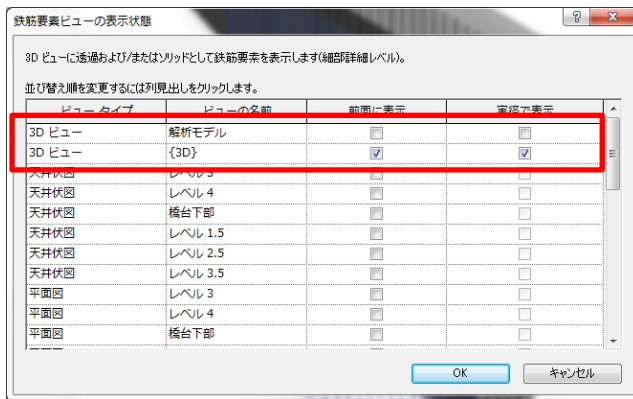 鉄筋要素ビューの表示状態
3D ビューに透過および/またはソリッドとして鉄筋要素を表示します(細部詳細レベル)。
並び替え順を変更するには列見出しをクリックします。
ビュー タイプ ビューの名前 前面に表示 実径で表示
3D ビュー 解析モデル
3D ビュー {3D}
天井伏図 レベル 3
天井伏図 レベル 4
天井伏図 橋台下部
天井伏図 レベル 1.5
天井伏図 レベル 2.5
天井伏図 レベル 3.5
平面図 レベル 3
平面図 レベル 4
平面図 橋台下部
OK キャンセル